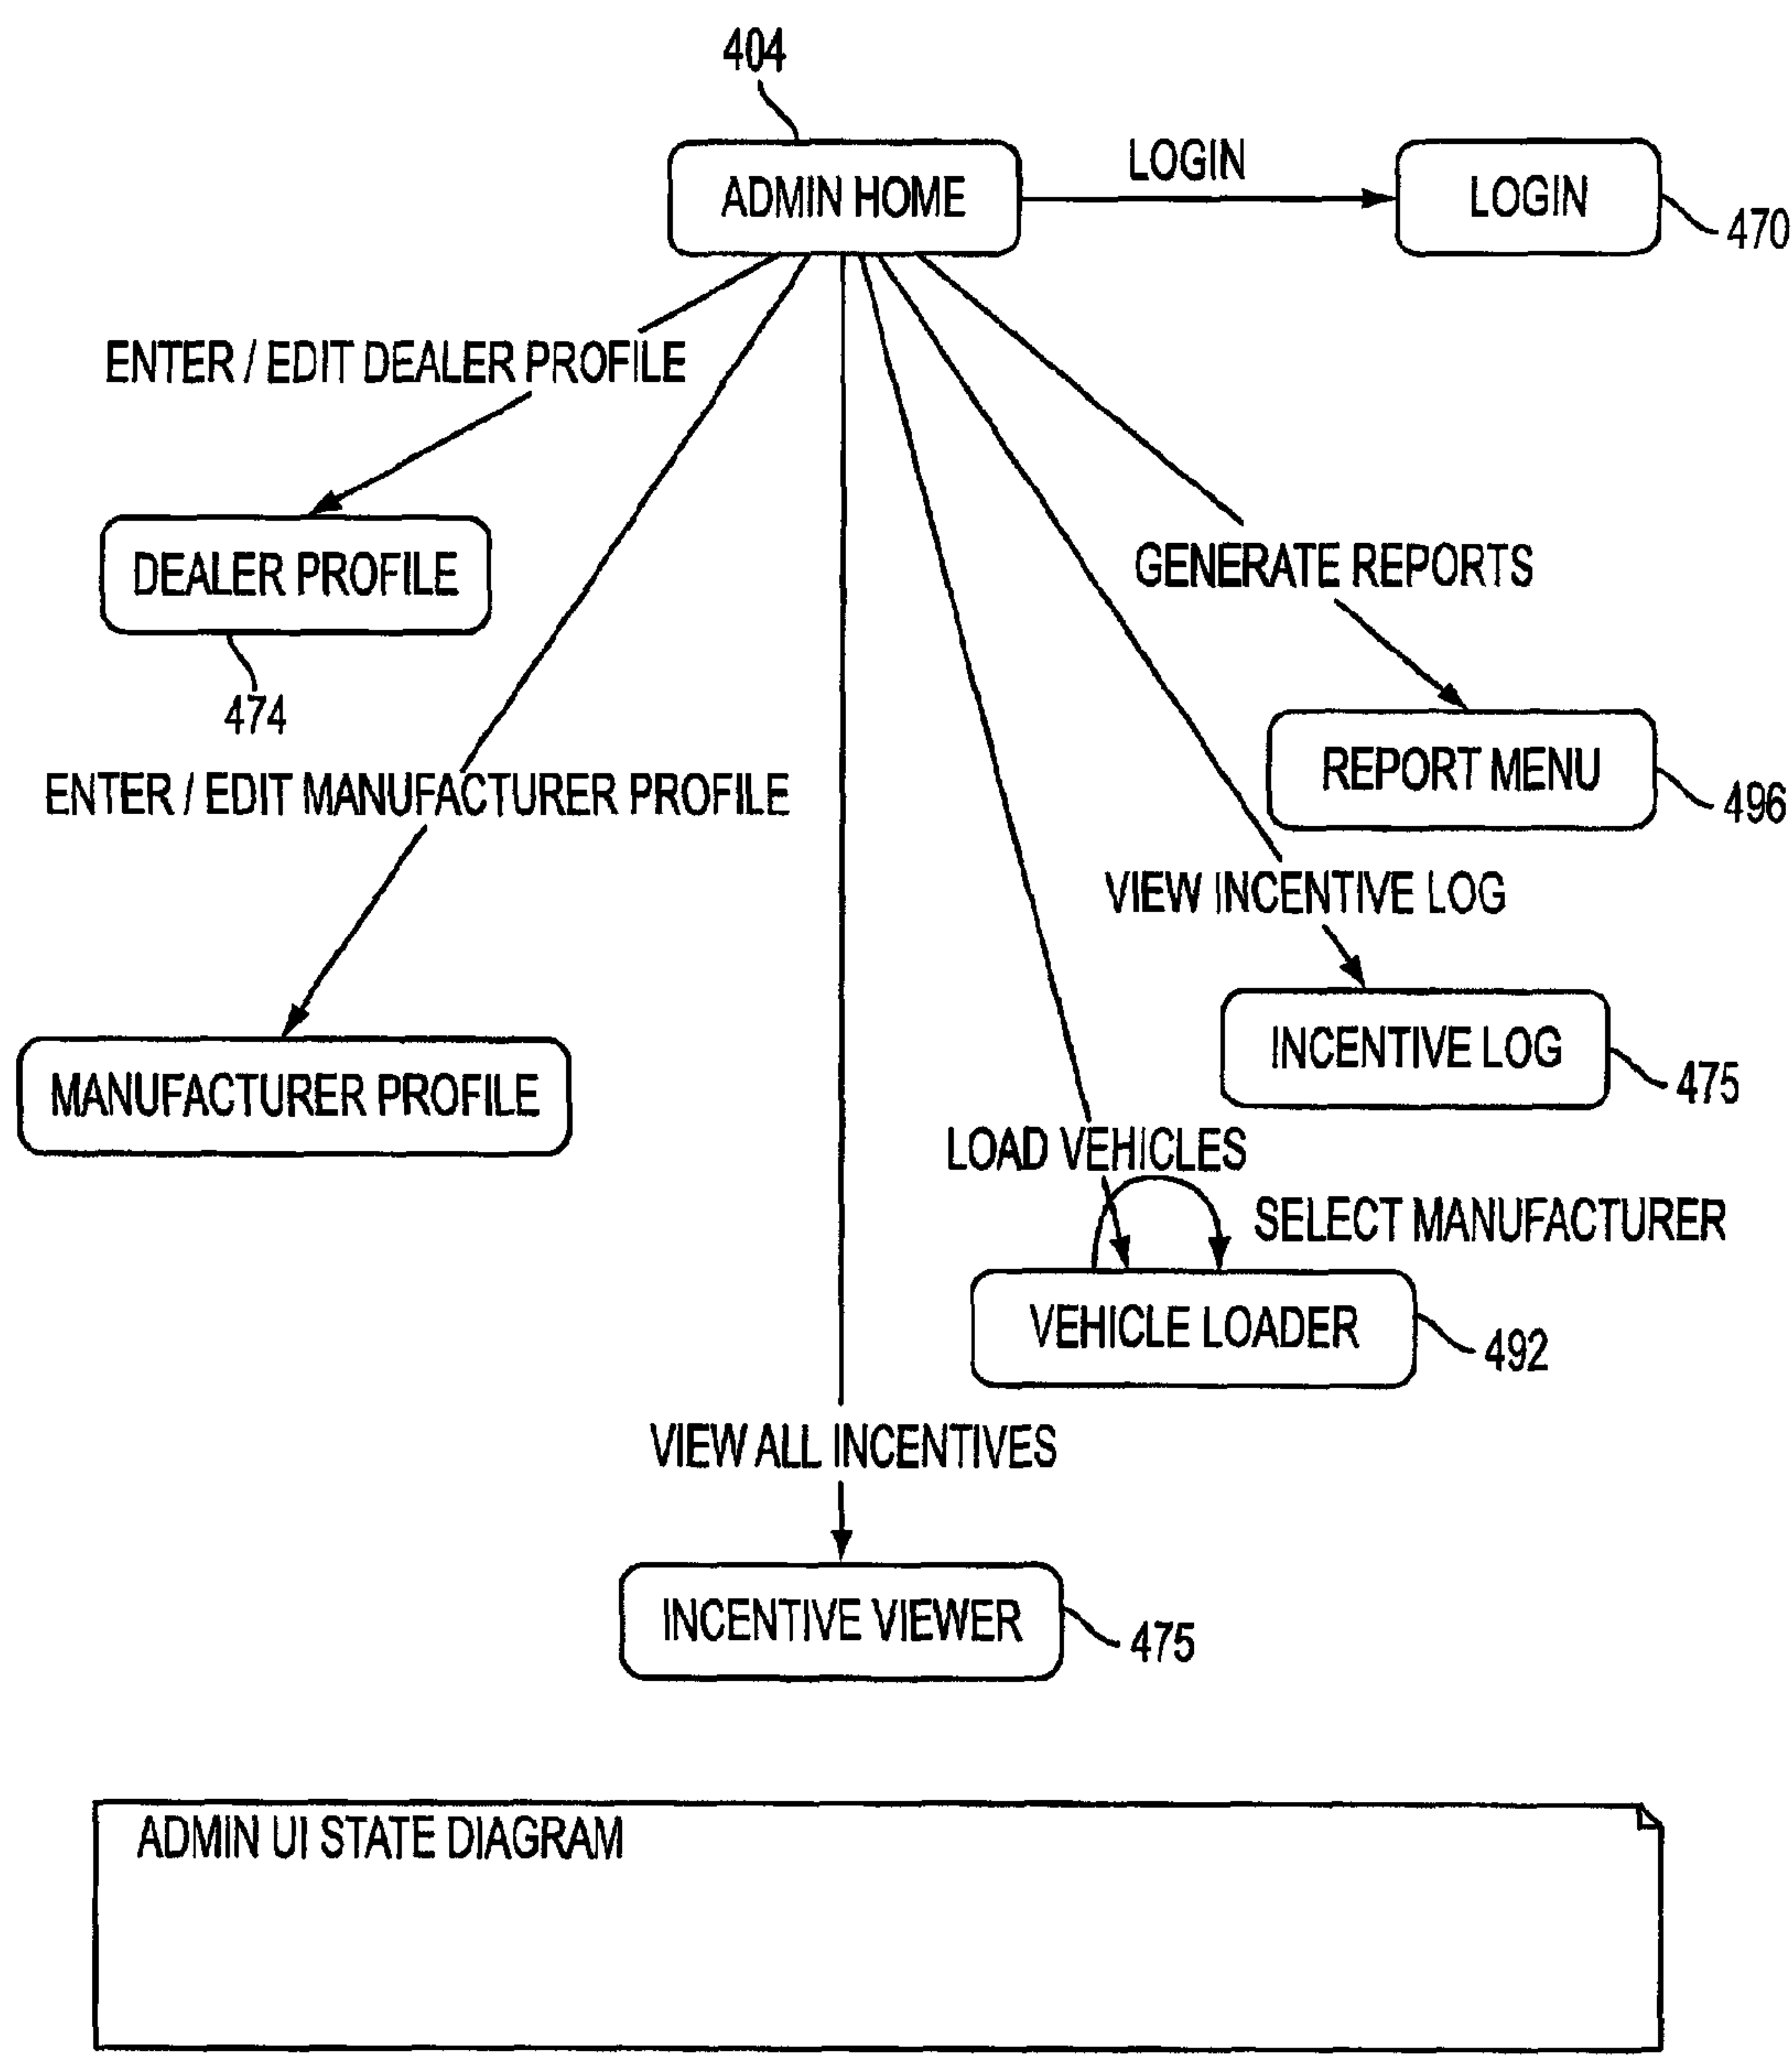 404
ADMIN HOME
LOGIN
LOGIN
470
ENTER / EDIT DEALER PROFILE
DEALER PROFILE
474
GENERATE REPORTS
REPORT MENU
496
ENTER / EDIT MANUFACTURER PROFILE
VIEW INCENTIVE LOG
INCENTIVE LOG
475
MANUFACTURER PROFILE
LOAD VEHICLES
SELECT MANUFACTURER
VEHICLE LOADER
492
VIEW ALL INCENTIVES
INCENTIVE VIEWER
475
ADMIN UI STATE DIAGRAM